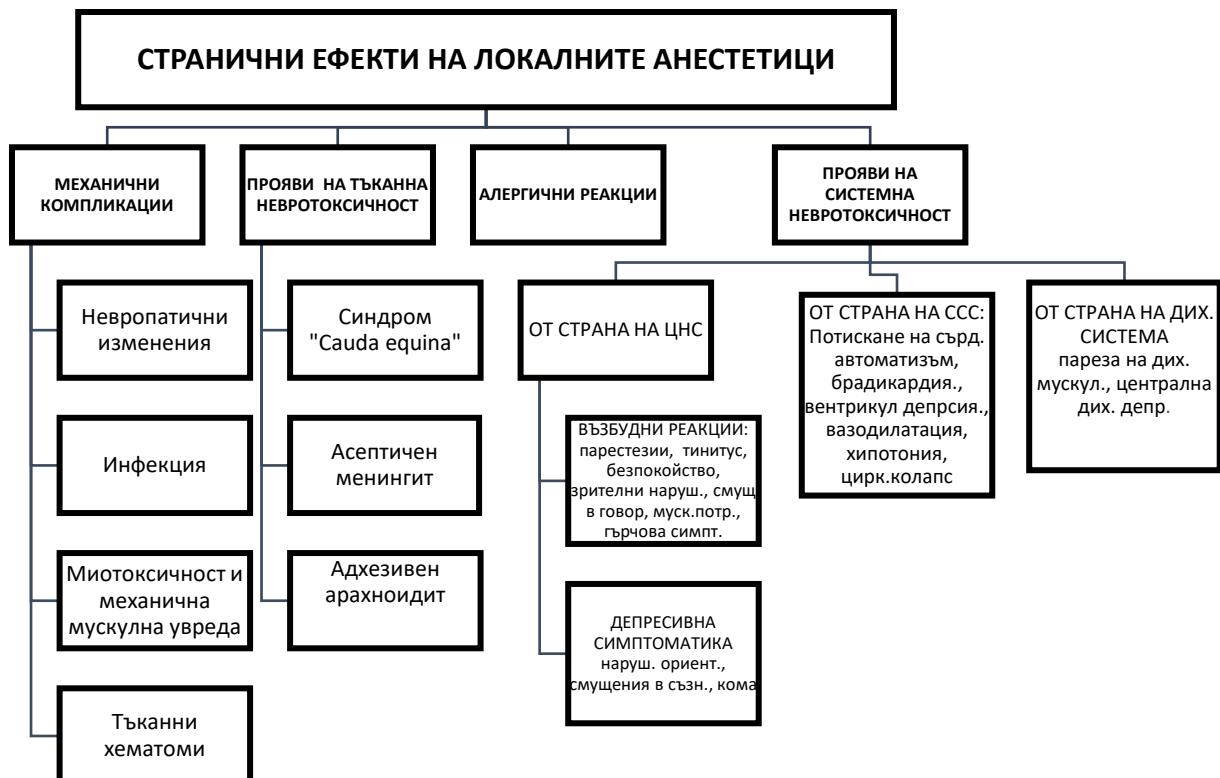 СТРАНИЧНИ ЕФЕКТИ НА ЛОКАЛНИТЕ АНЕСТЕТИЦИ
МЕХАНИЧНИ
КОМПЛИКАЦИИ
Невропатични
изменения
Инфекция
Миотоксичност и
механична
мускулна увреда
Тъканни
хематоми
ПРОЯВИ НА ТЪКАННА
НЕВРОТОКСИЧНОСТ
Синдром
"Cauda equina"
Асептичен
менингит
Адхезивен
арахноидит
АЛЕРГИЧНИ РЕАКЦИИ
ПРОЯВИ НА
СИСТЕМНА
НЕВРОТОКСИЧНОСТ
ОТ СТРАНА НА ЦНС
ВЪЗБУДНИ РЕАКЦИИ:
парестезии, тинитус,
безпокойство,
зрителни наруш., смущ
в говор, муск.потр.,
гърчова симпт.
ДЕПРЕСИВНА
СИМПТОМАТИКА
наруш. ориент.,
смущения в съзн., кома
ОТ СТРАНА НА ССС:
Потискане на сърд.
автоматизъм,
брадикардия.,
вентрикул депрсия.,
вазодилатация,
хипотония,
цирк.колапс
ОТ СТРАНА НА ДИХ.
СИСТЕМА
пареза на дих.
мускул., централна
дих. депр.